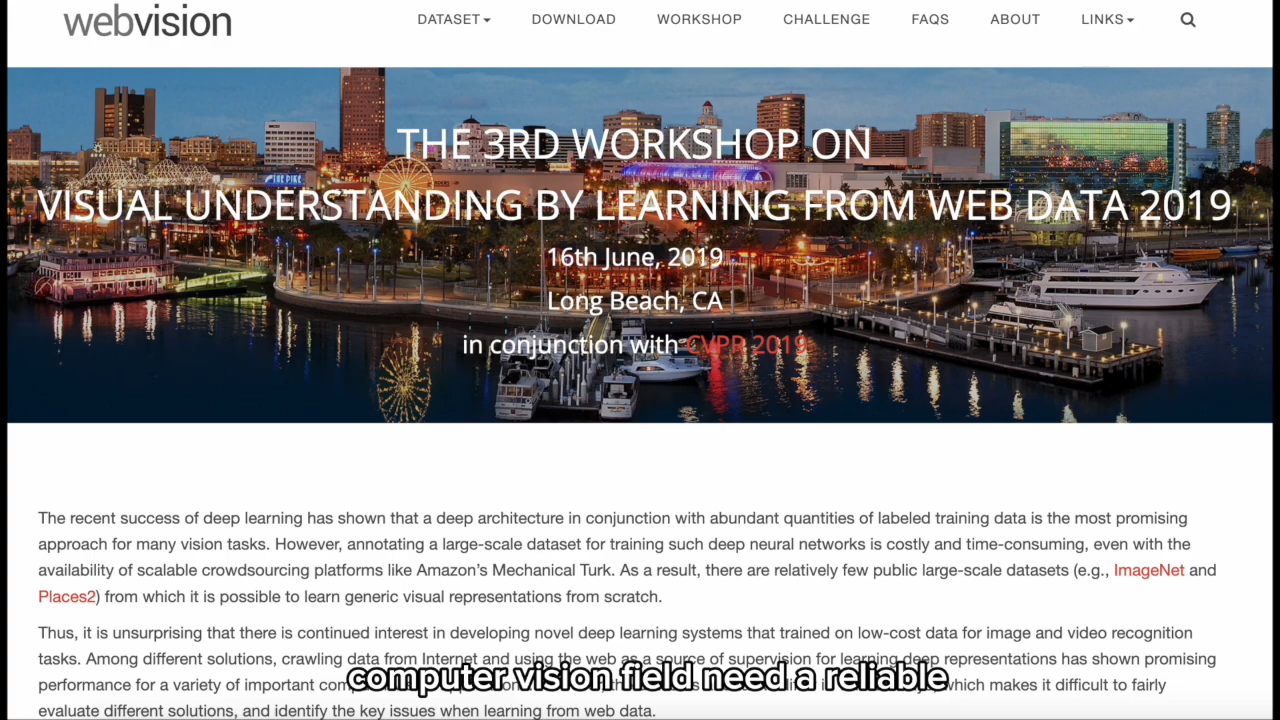 webvision
DATASET WORKSHOP DOWNLOAD CHALLENGE FAQS ABOUT LINKS
THE PIKE
THE 3RD WORKSHOP ON
VISUAL UNDERSTANDING BY LEARNING FROM WEB DATA 2019
16th June, 2019
Long Beach, CA
in conjunction with CVPR 2019
The recent success of deep learning has shown that a deep architecture in conjunction with abundant quantities of labeled training data is the most promising
approach for many vision tasks. However, annotating a large-scale dataset for training such deep neural networks is costly and time-consuming, even with the
availability of scalable crowdsourcing platforms like Amazon’s Mechanical Turk. As a result, there are relatively few public large-scale datasets (e.g., ImageNet and
Places2) from which it is possible to learn generic visual representations from scratch.
Thus, it is unsurprising that there is continued interest in developing novel deep learning systems that trained on low-cost data for image and video recognition
tasks. Among different solutions, crawling data from Internet and using the web as a source of supervision for learning deep representations has shown promising
performance for a variety of important which makes it difficult to fairly
evaluate different solutions, and identify the key issues when learning from web data.
computer vision field need a reliable